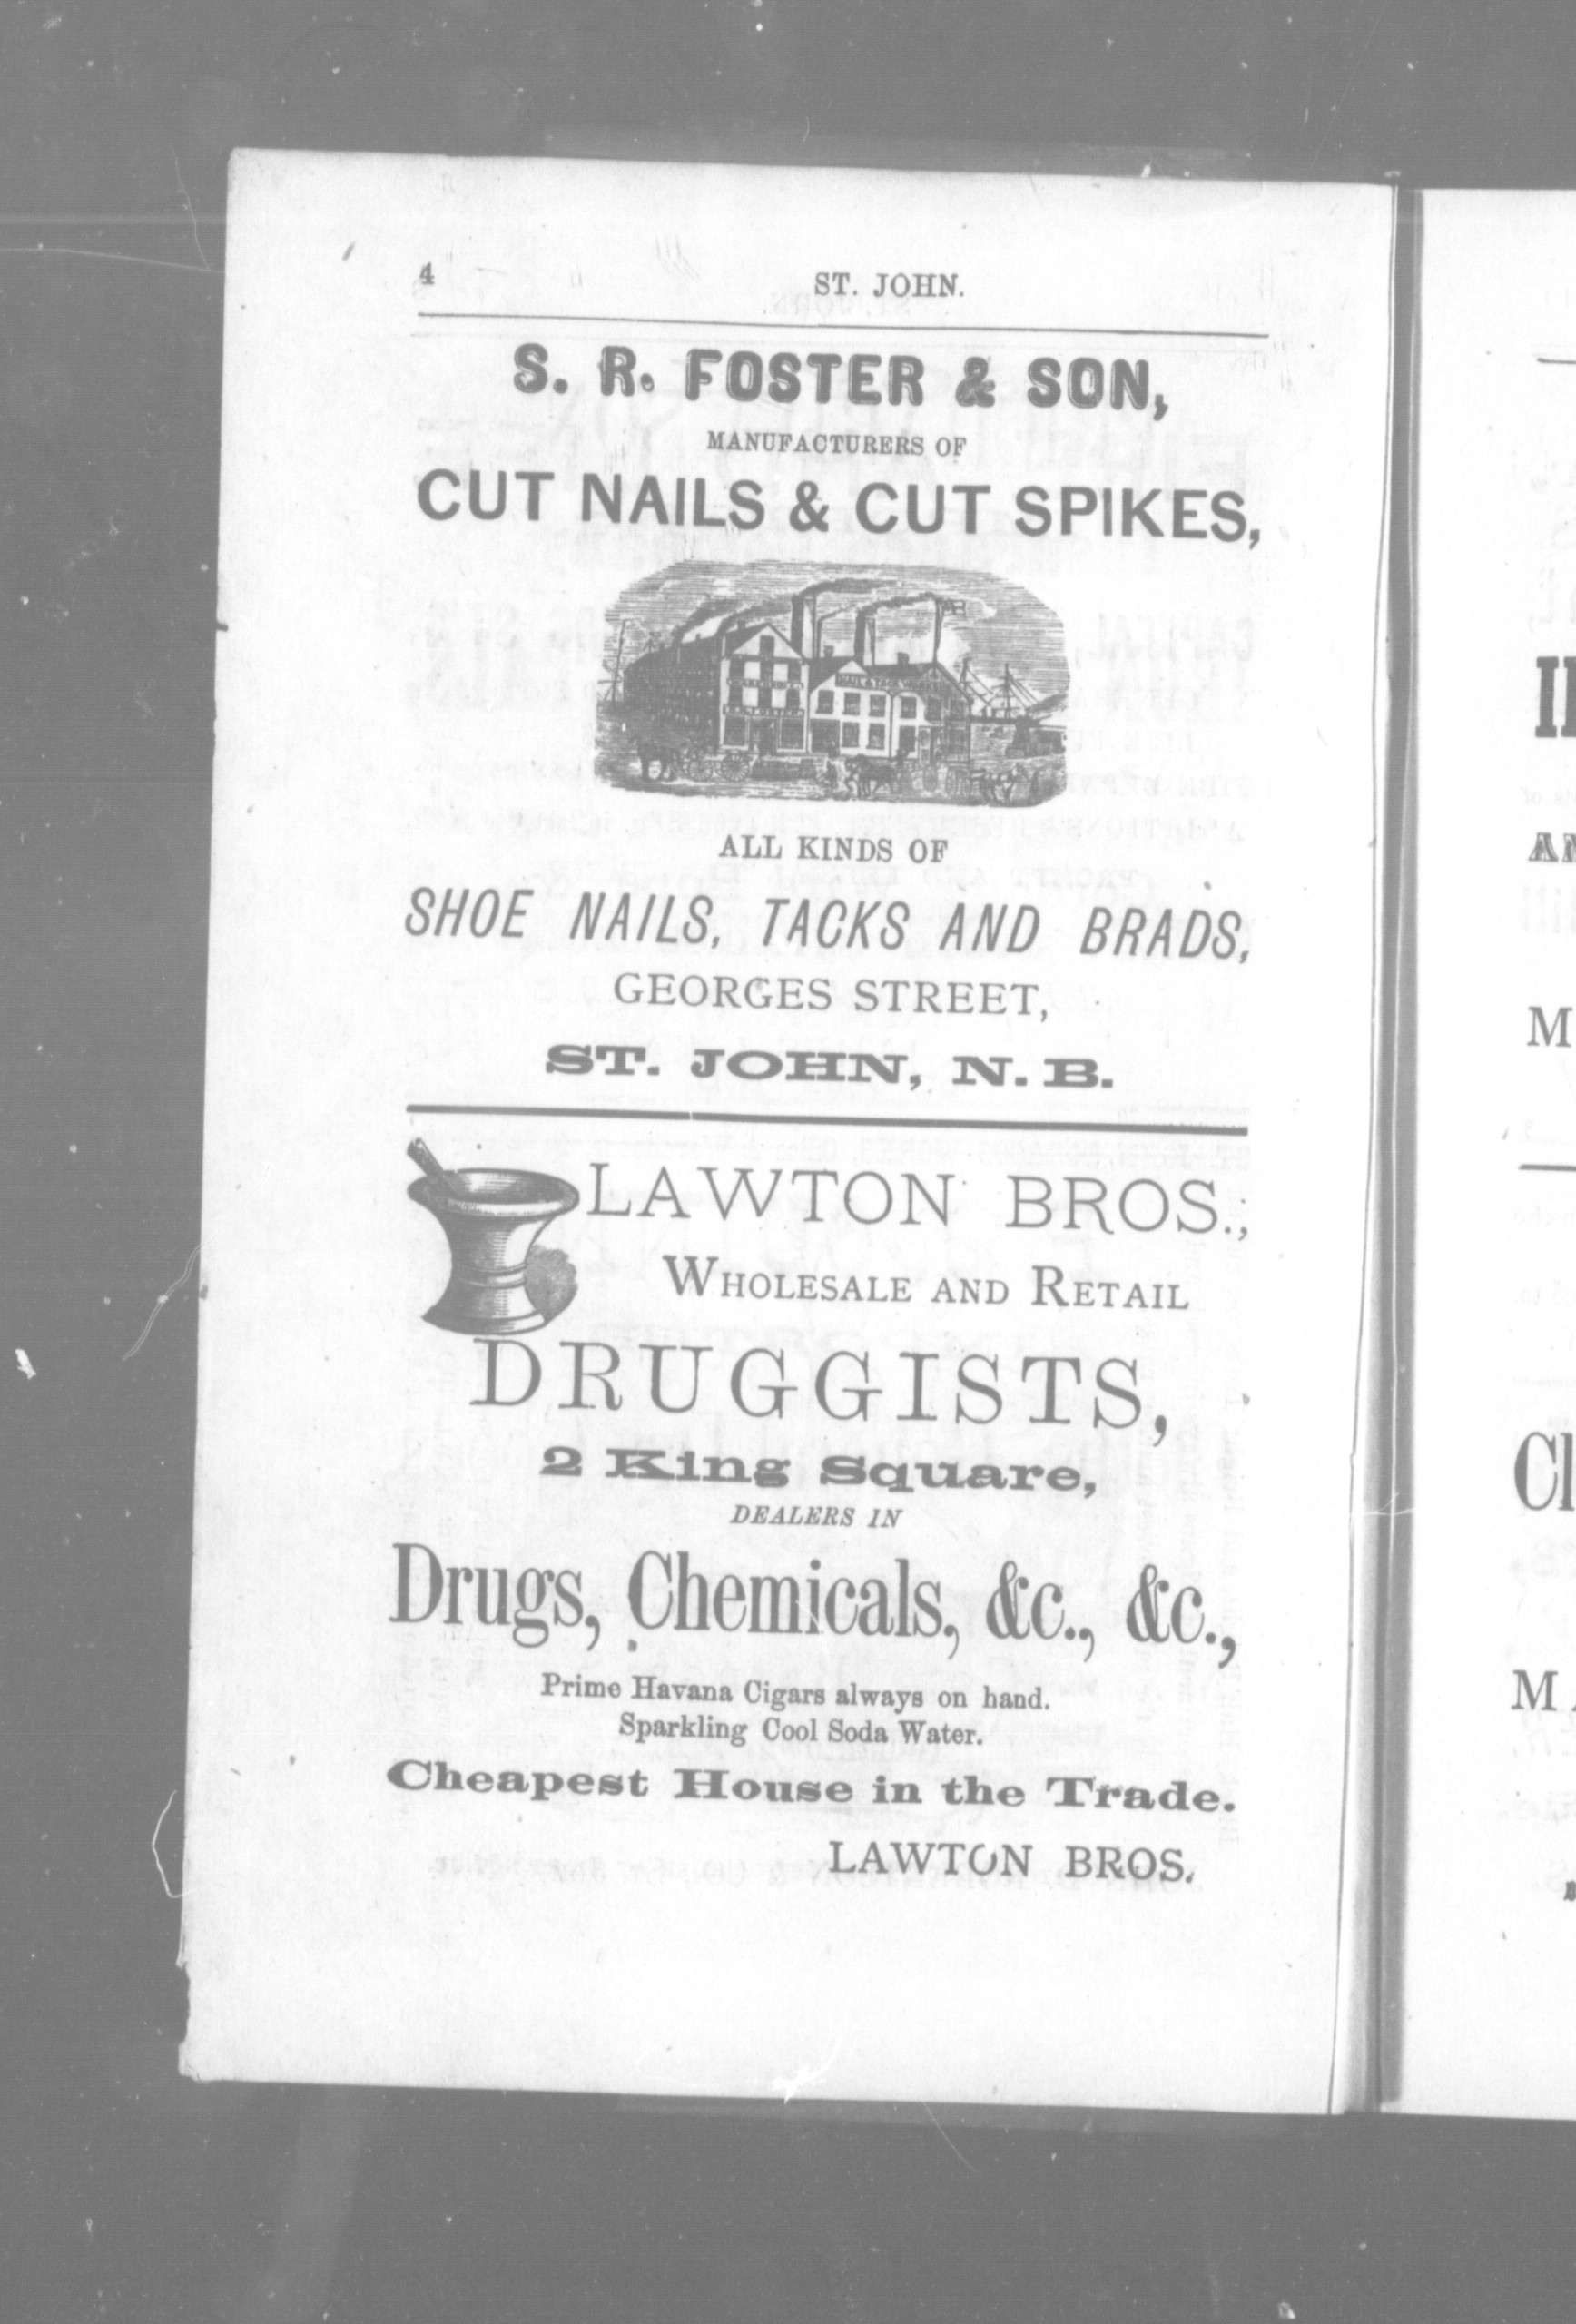 4 ST. JOHN.
S. R. FOSTER & SON,
MANUFACTURERS OF
CUT NAILS & CUT SPIKES,
ALL KINDS OF
SHOE NAILS, TACKS AND BRADS,
GEORGES STREET,
ST. JOHN, N. B.
LAWTON BROS.,
WHOLESALE AND RETAIL
DRUGGISTS,
2 King Square,
DEALERS IN
Drugs, Chemicals, &c., &c.,
Prime Havana Cigars always on hand.
Sparkling Cool Soda Water.
Cheapest House in the Trade.
LAWTON BROS.